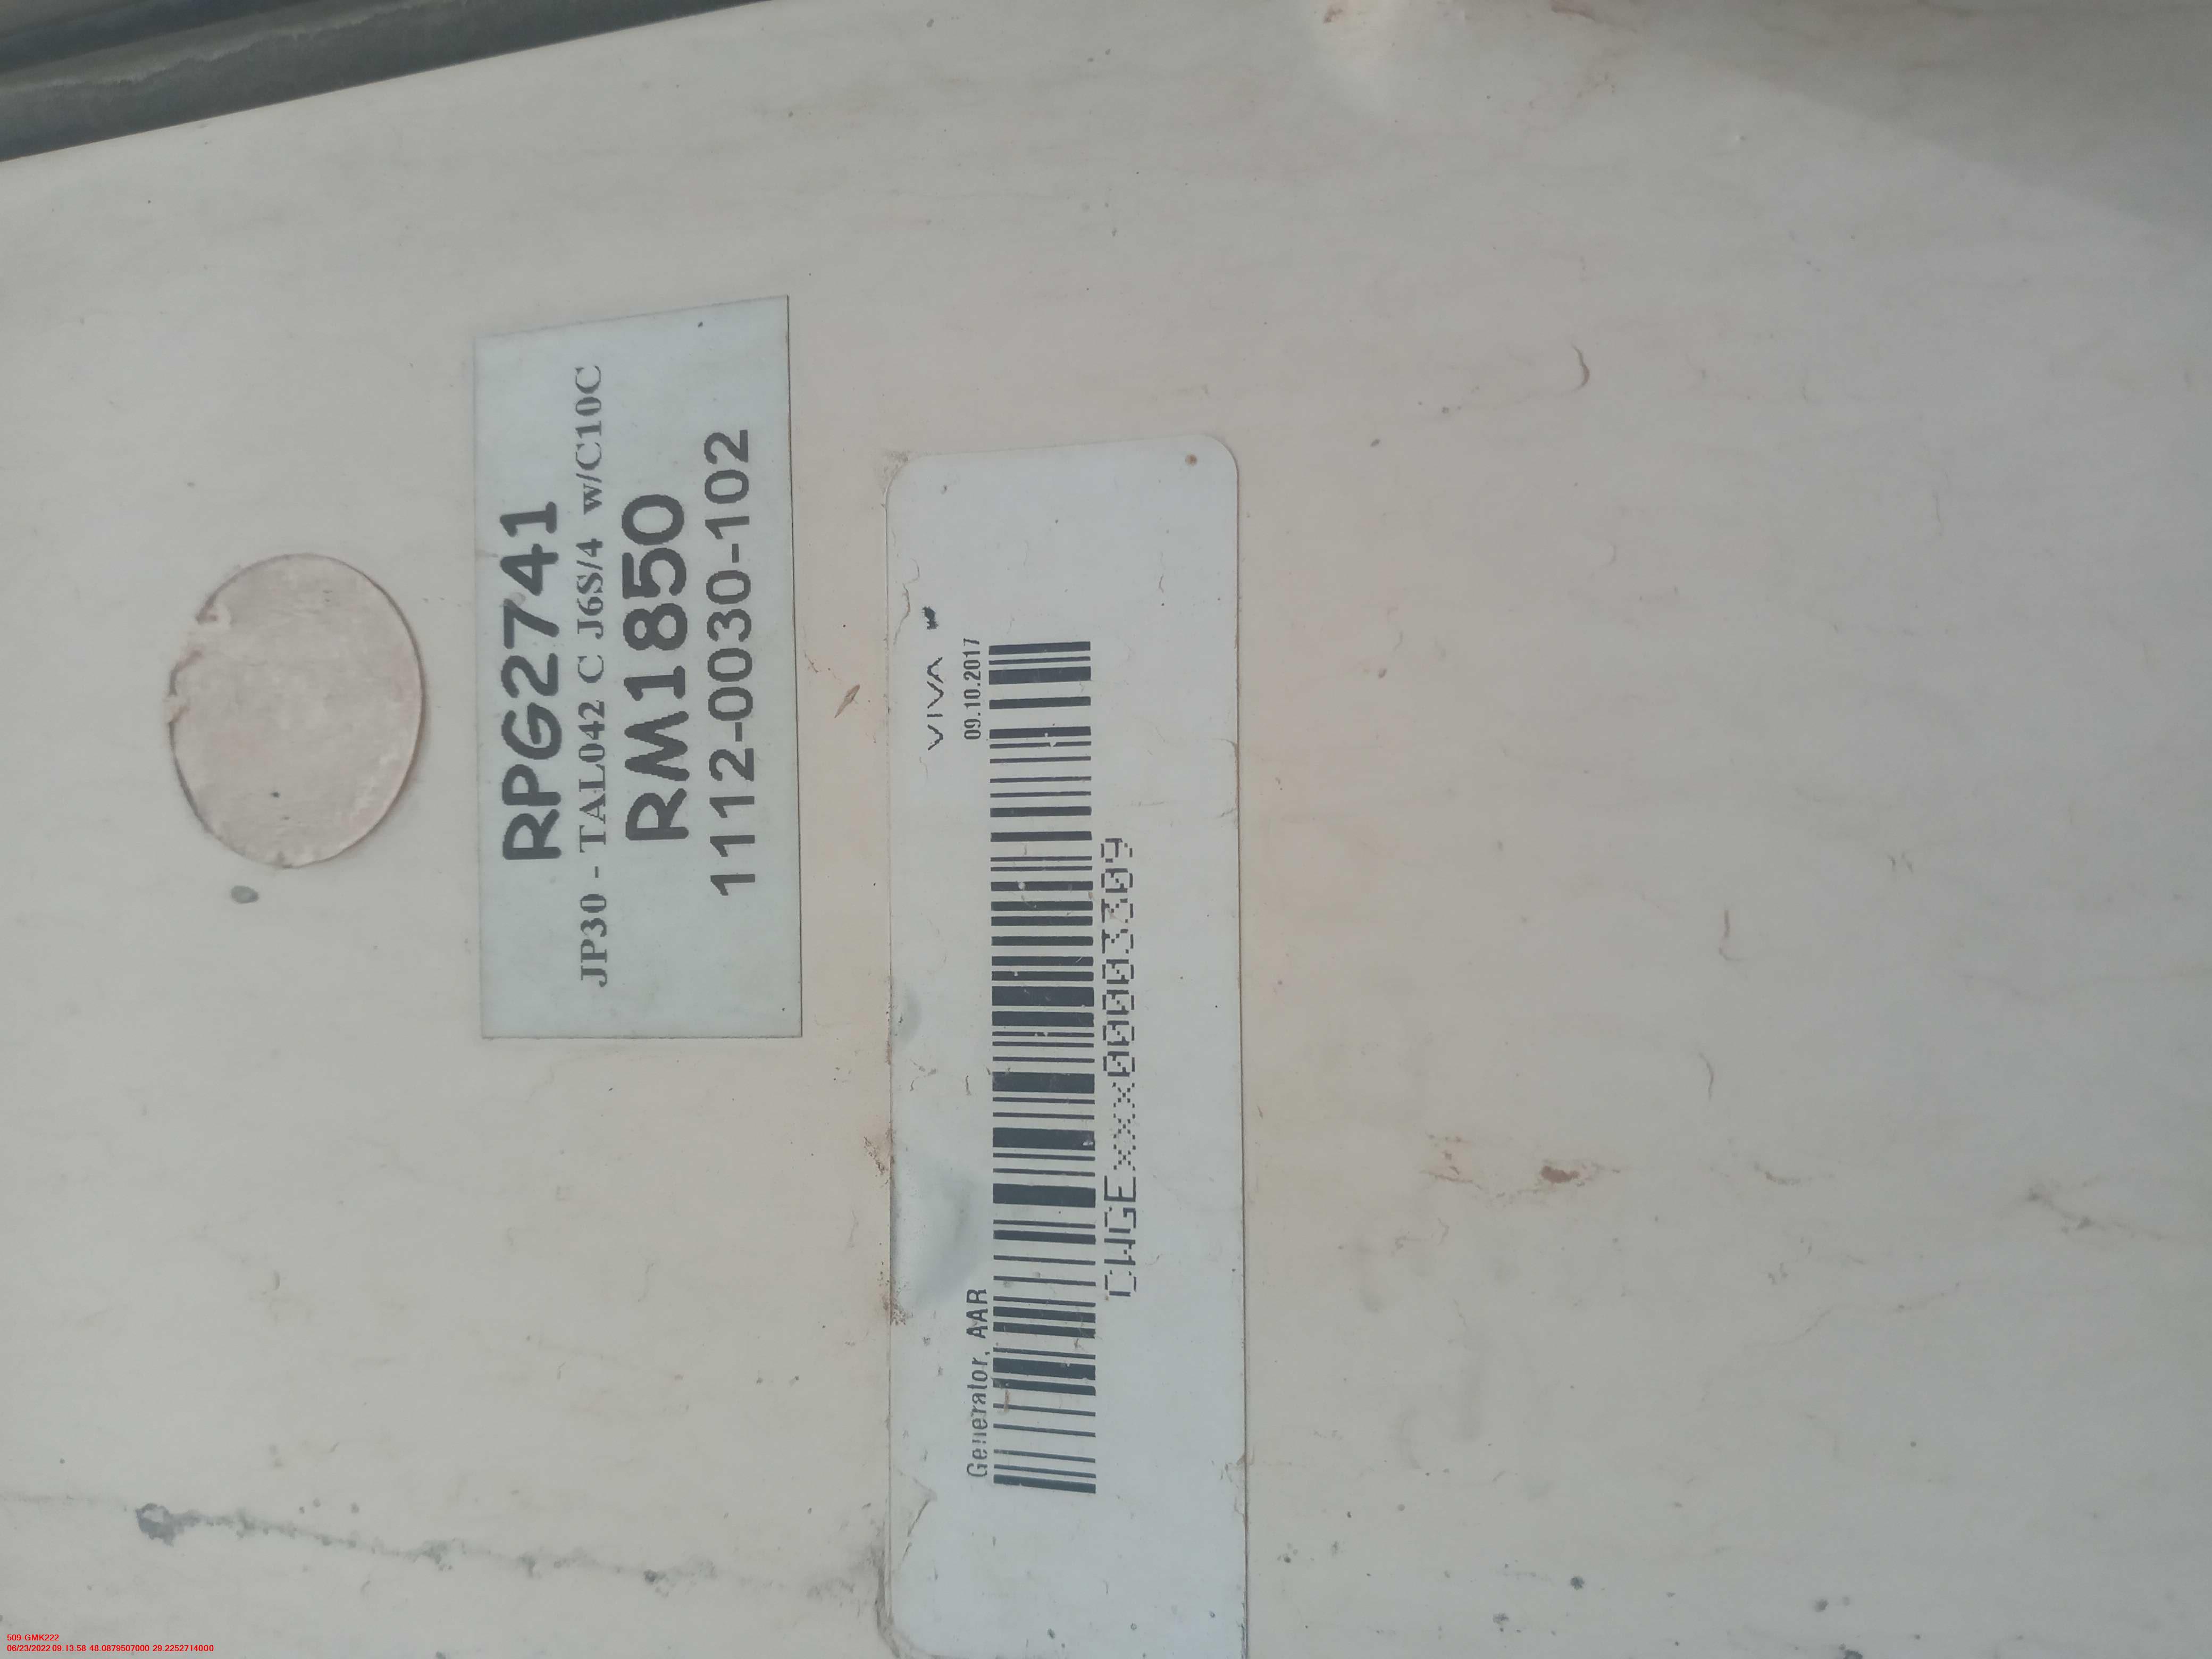 RPG2741
JP30 - TAL042 C J6S/4 w/C10C
RM1850
1112-0030-102
VIVA
Generator, AAR 09.10.2017
CWGEXXX00003309
509-GMK222
06/23/2022 09:13:58 48.0879507000 29.2252714000